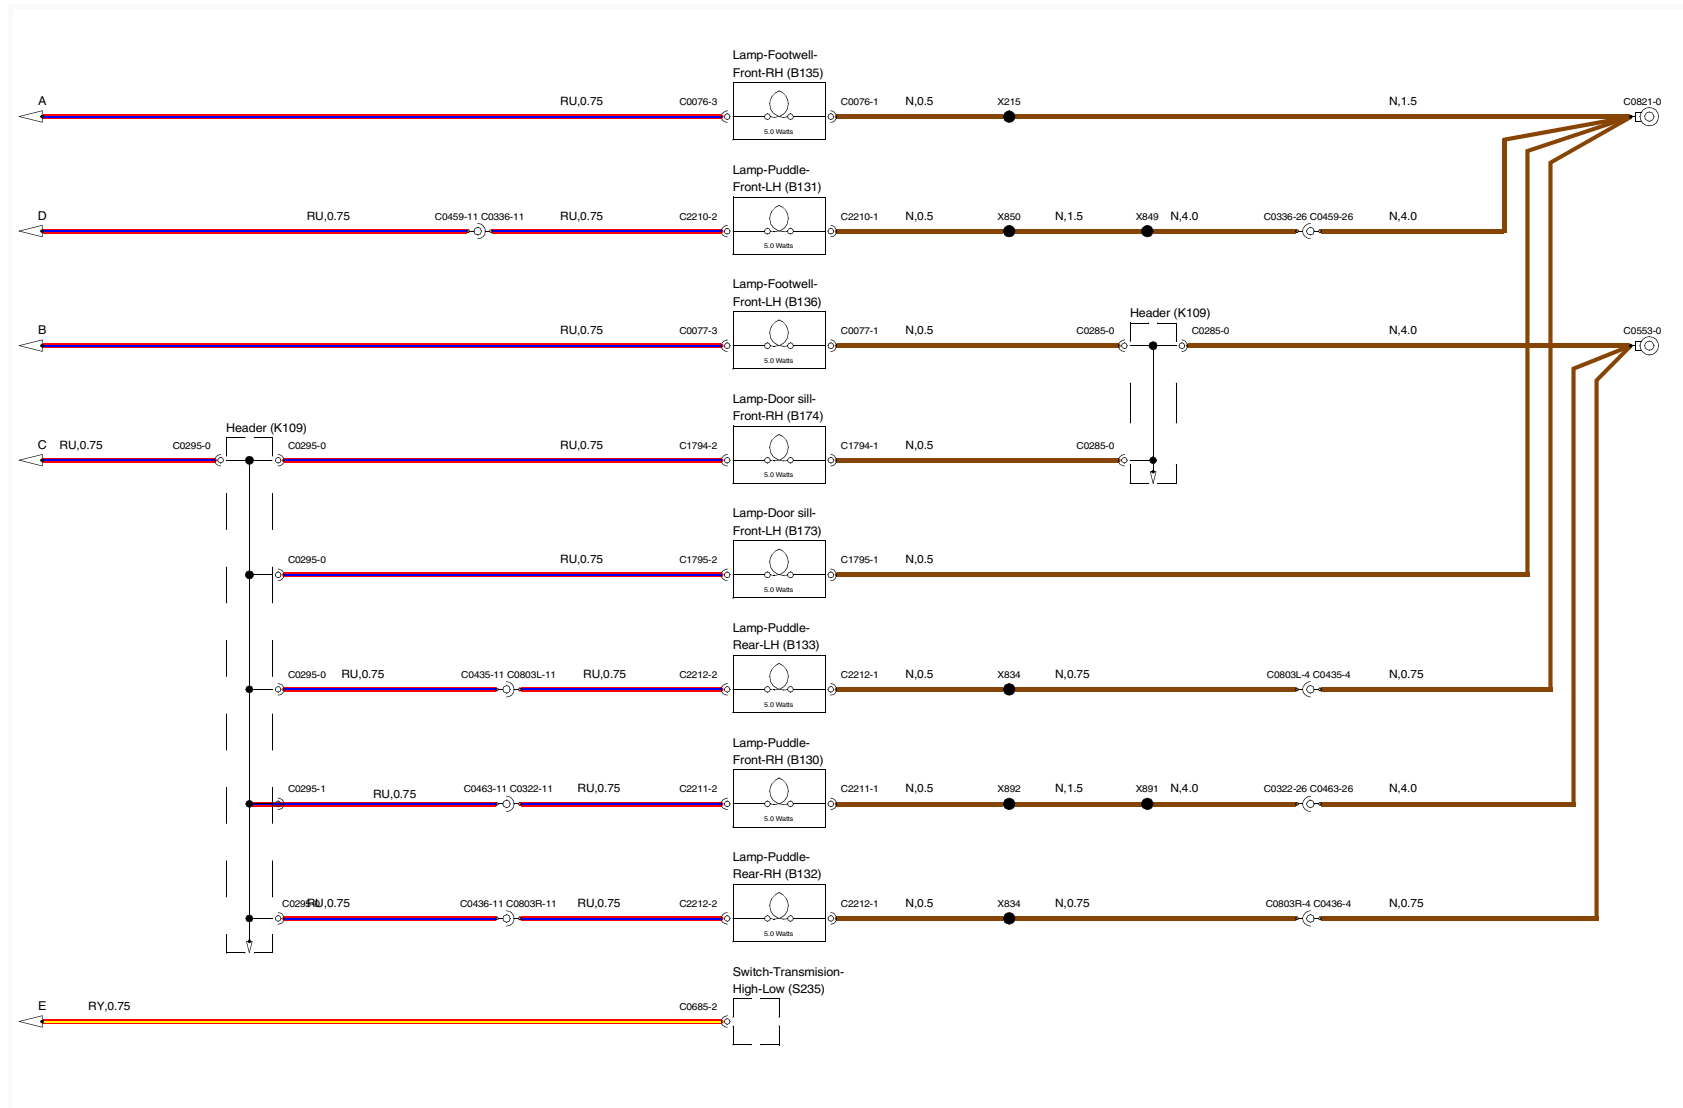 Lamp-Footwell-
Front-RH (B135)
A RU,0.75 C0076-3 C0076-1 N,0.5 X215 N,1.5 C0821-0
5.0 Watts
Lamp-Puddle-
Front-LH (B131)
D RU,0.75 C0459-11 C0336-11 RU,0.75 C2210-2 C2210-1 N,0.5 X850 N,1.5 X849 N,4.0 C0336-26 C0459-26 N,4.0
5.0 Watts
Lamp-Footwell-
Front-LH (B136)
Header (K109)
B RU,0.75 C0077-3 C0077-1 N,0.5 C0285-0 C0285-0 N,4.0 C0553-0
5.0 Watts
Lamp-Door sill-
Front-RH (B174)
Header (K109)
C RU,0.75 C0295-0 C0295-0 RU,0.75 C1794-2 C1794-1 N,0.5 C0285-0
5.0 Watts
Lamp-Door sill-
Front-LH (B173)
C0295-0 RU,0.75 C1795-2 C1795-1 N,0.5
5.0 Watts
Lamp-Puddle-
Rear-LH (B133)
C0295-0 RU,0.75 C0435-11 C0803L-11 RU,0.75 C2212-2 C2212-1 N,0.5 X834 N,0.75 C0803L-4 C0435-4 N,0.75
5.0 Watts
Lamp-Puddle-
Front-RH (B130)
C0295-1 RU,0.75 C0463-11 C0322-11 RU,0.75 C2211-2 C2211-1 N,0.5 X892 N,1.5 X891 N,4.0 C0322-26 C0463-26 N,4.0
5.0 Watts
Lamp-Puddle-
Rear-RH (B132)
RU,0.75 C0436-11 C0803R-11 RU,0.75 C2212-2 C2212-1 N,0.5 X834 N,0.75 C0803R-4 C0436-4 N,0.75
5.0 Watts
Switch-Transmision-
High-Low (S235)
E RY,0.75 C0685-2